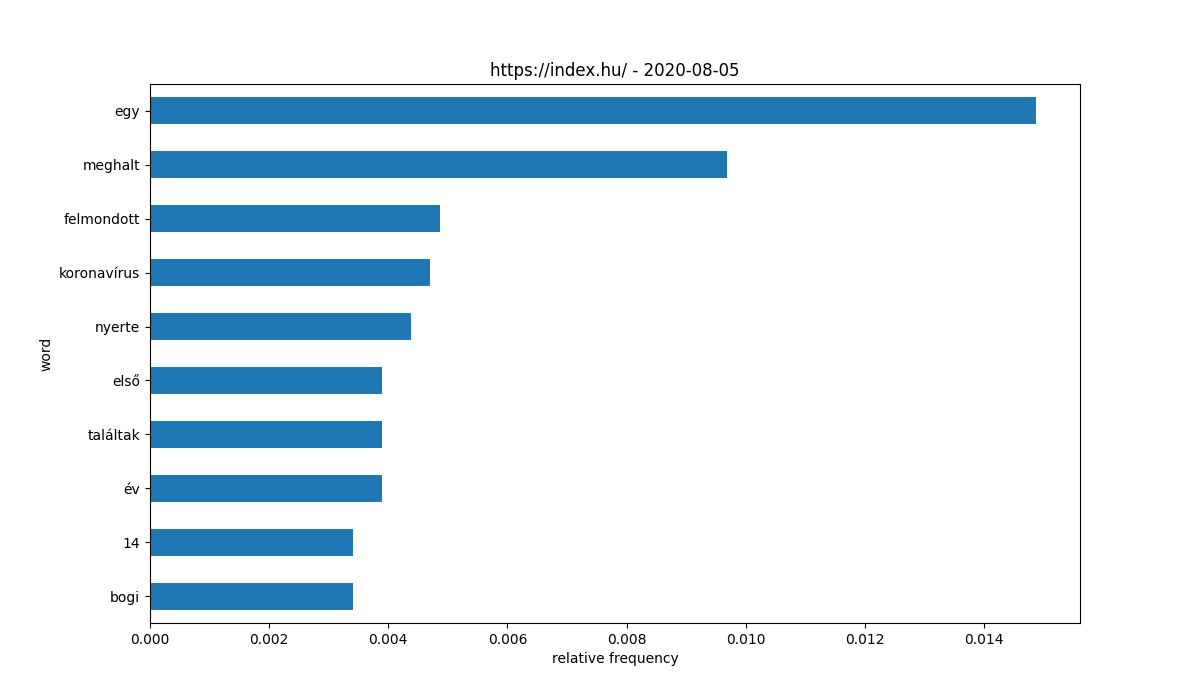 https://index.hu/ - 2020-08-05
egy
meghalt
felmondott
koronavírus
nyerte
első
találtak
év
14
bogi
word
0.000 0.002 0.004 0.006 0.008 0.010 0.012 0.014
relative frequency